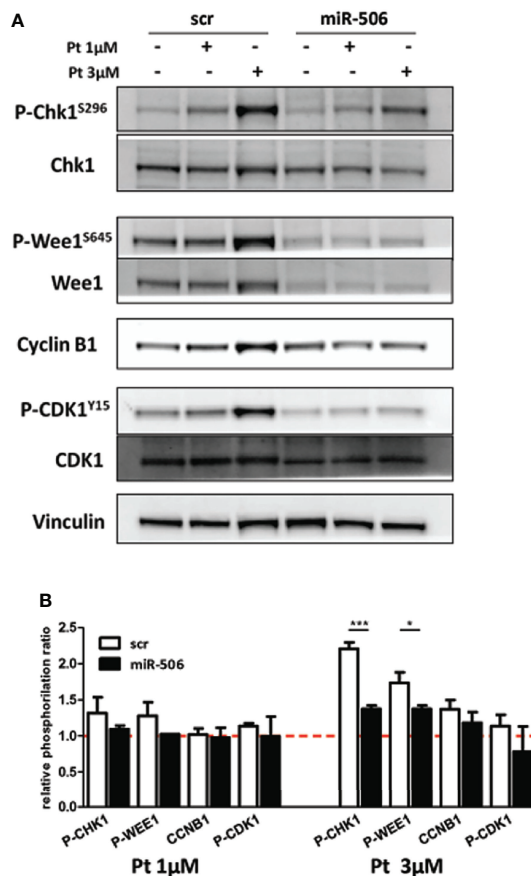 A
scr miR-506
Pt 1μM - + - - + -
Pt 3μM - - + - - +
P-Chk1S296
Chk1
P-Wee1S645
Wee1
Cyclin B1
P-CDK1Y15
CDK1
Vinculin
B
relative phosphorilation ratio
2.5
2.0
1.5
1.0
0.5
0.0
scr
miR-506
*** *
P-CHK1 P-WEE1 CCNB1 P-CDK1 P-CHK1 P-WEE1 CCNB1 P-CDK1
Pt 1μM Pt 3μM